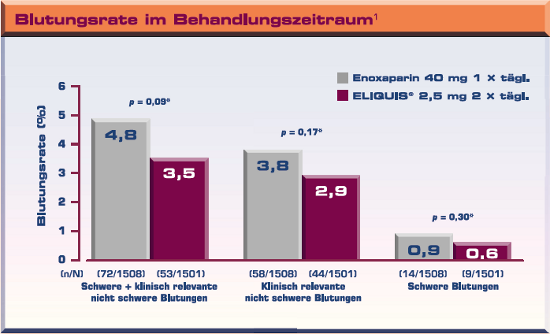 Blutungsrate im Behandlungszeitraum¹
Enoxaparin 40 mg 1 × tägl.
ELIQUIS® 2,5 mg 2 × tägl.
Blutungsrate (%)
6
5
4
3
2
1
0
p = 0,09ᵃ
4,8
3,5
p = 0,17ᵃ
3,8
2,9
p = 0,30ᵃ
0,9
0,6
(n/N) (72/1508) (53/1501) (58/1508) (44/1501) (14/1508) (9/1501)
Schwere + klinisch relevante
nicht schwere Blutungen
Klinisch relevante
nicht schwere Blutungen
Schwere Blutungen